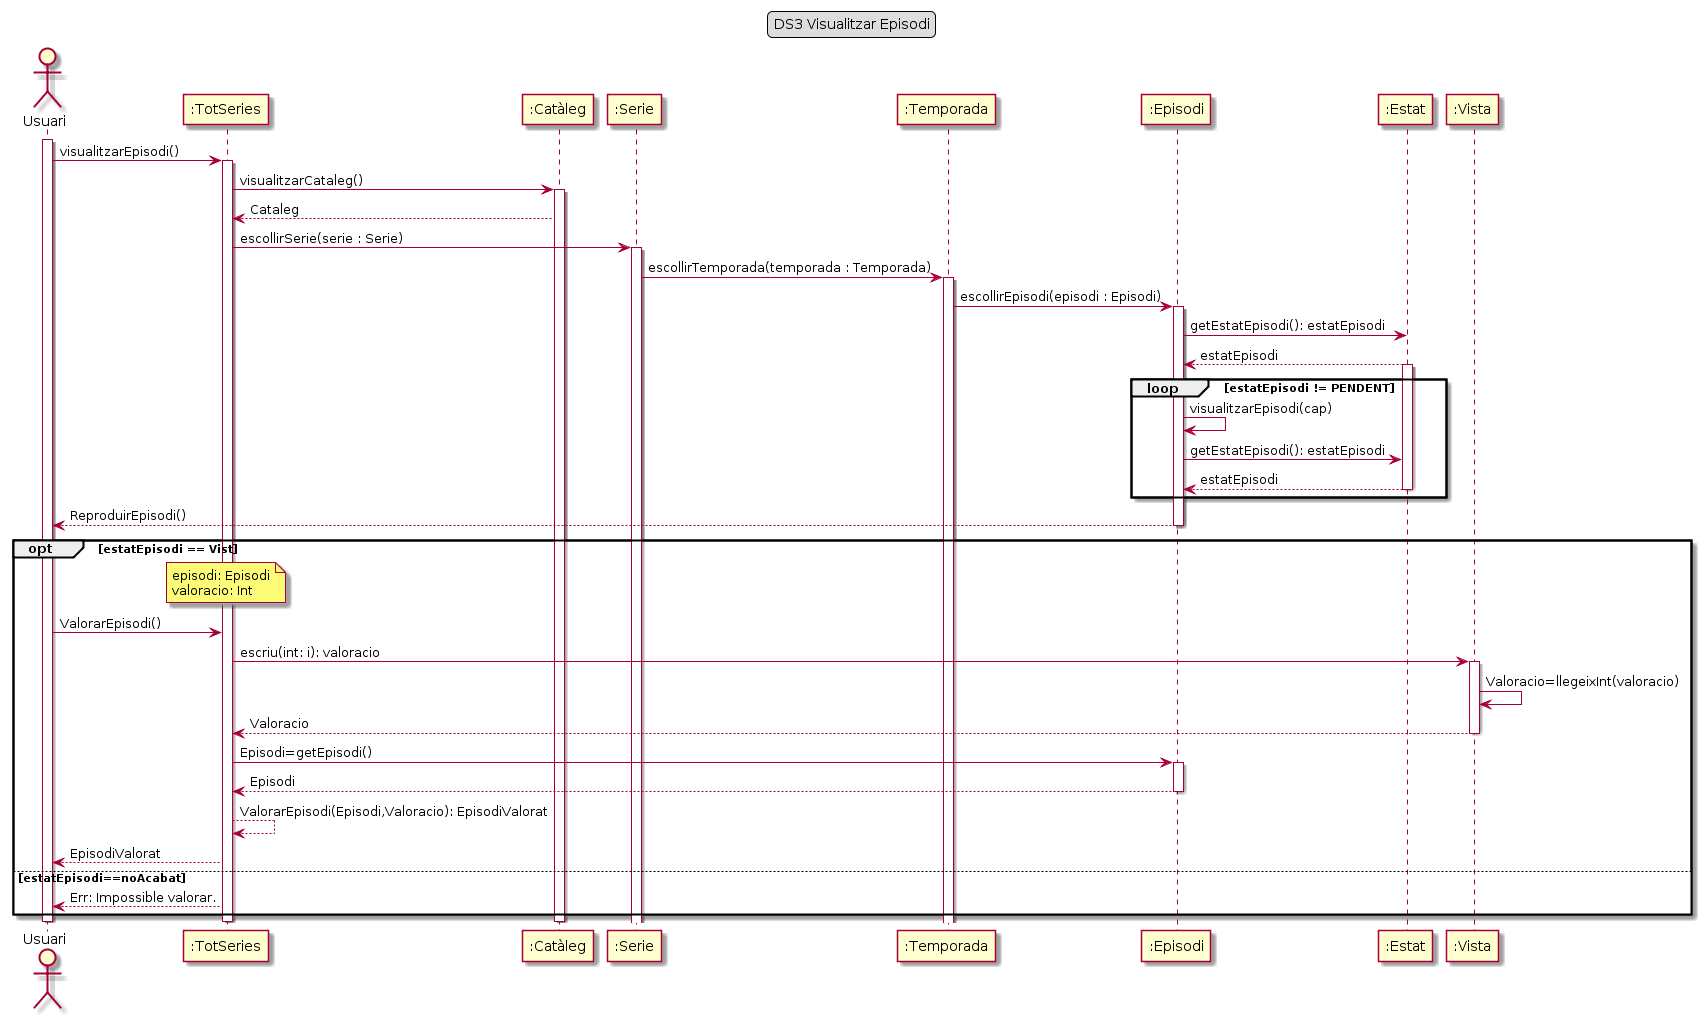 DS3 Visualitzar Episodi
Usuari
:TotSeries
:Catàleg
:Serie
:Temporada
:Episodi
:Estat
:Vista
visualitzarEpisodi()
visualitzarCataleg()
Cataleg
escollirSerie(serie : Serie)
escollirTemporada(temporada : Temporada)
escollirEpisodi(episodi : Episodi)
getEstatEpisodi(): estatEpisodi
estatEpisodi
loop
[estatEpisodi != PENDENT]
visualitzarEpisodi(cap)
getEstatEpisodi(): estatEpisodi
estatEpisodi
ReproduirEpisodi()
opt
[estatEpisodi == Vist]
episodi: Episodi
valoracio: Int
ValorarEpisodi()
escriu(int: i): valoracio
Valoracio=llegeixInt(valoracio)
Valoracio
Episodi=getEpisodi()
Episodi
ValorarEpisodi(Episodi,Valoracio): EpisodiValorat
EpisodiValorat
[estatEpisodi==noAcabat]
Err: Impossible valorar.
Usuari
:TotSeries
:Catàleg
:Serie
:Temporada
:Episodi
:Estat
:Vista